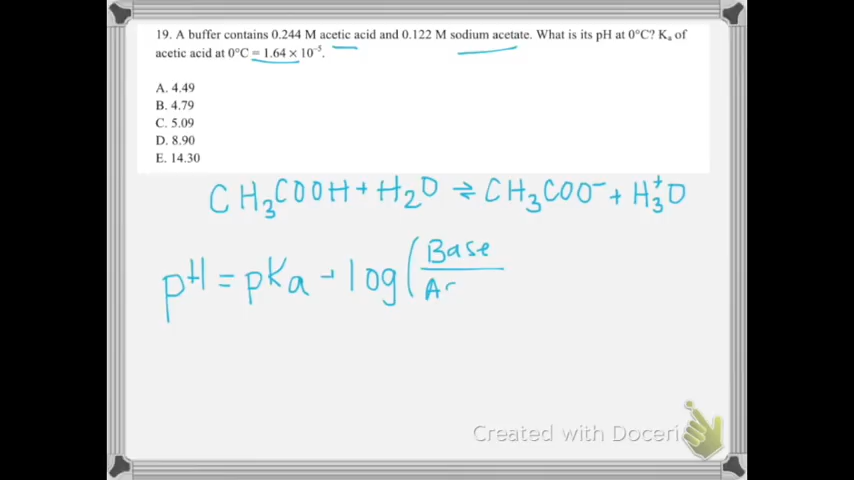 19. A buffer contains 0.244 M acetic acid and 0.122 M sodium acetate. What is its pH at 0°C? Kₐ of
acetic acid at 0°C = 1.64 × 10⁻⁵.
A. 4.49
B. 4.79
C. 5.09
D. 8.90
E. 14.30
CH₃COOH + H₂O ⇌ CH₃COO⁻ + H₃⁺O
pH = pKa + log(Base
Ac
Created with Doceri